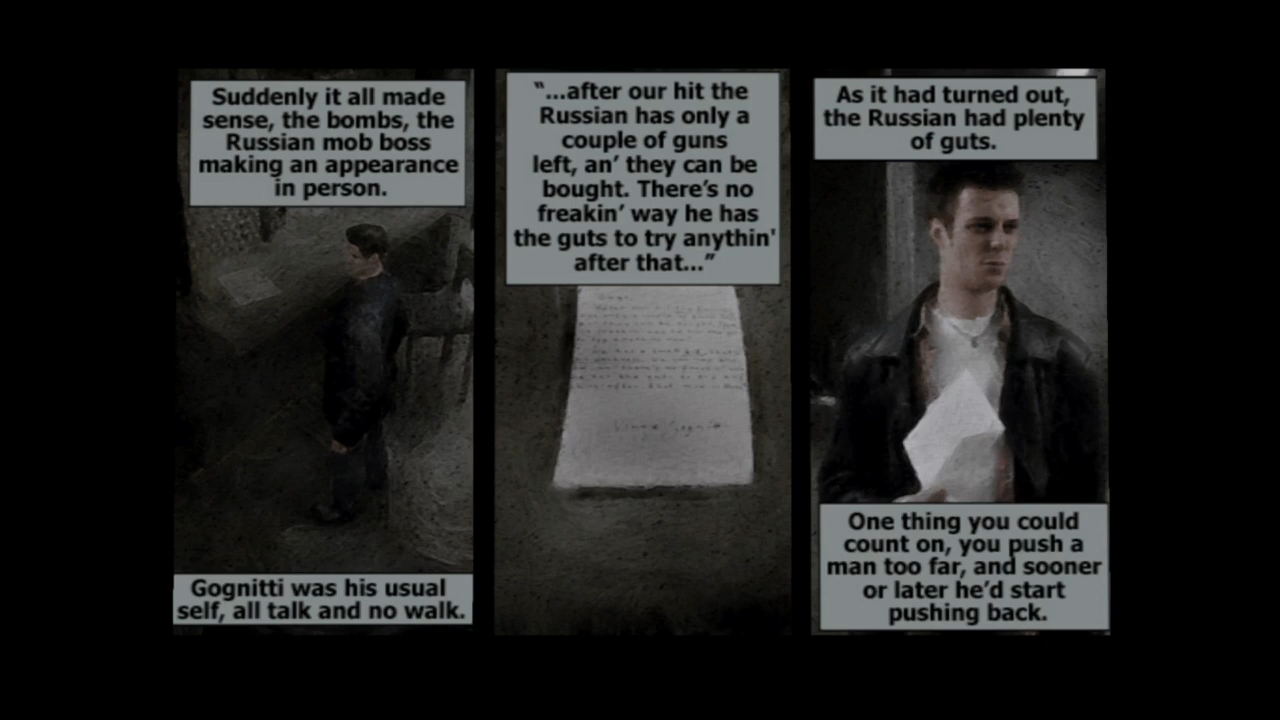 Suddenly it all made
sense, the bombs, the
Russian mob boss
making an appearance
in person.
Gognitti was his usual
self, all talk and no walk.
“...after our hit the
Russian has only a
couple of guns
left, an’ they can be
bought. There’s no
freakin’ way he has
the guts to try anythin'
after that...”
As it had turned out,
the Russian had plenty
of guts.
One thing you could
count on, you push a
man too far, and sooner
or later he’d start
pushing back.